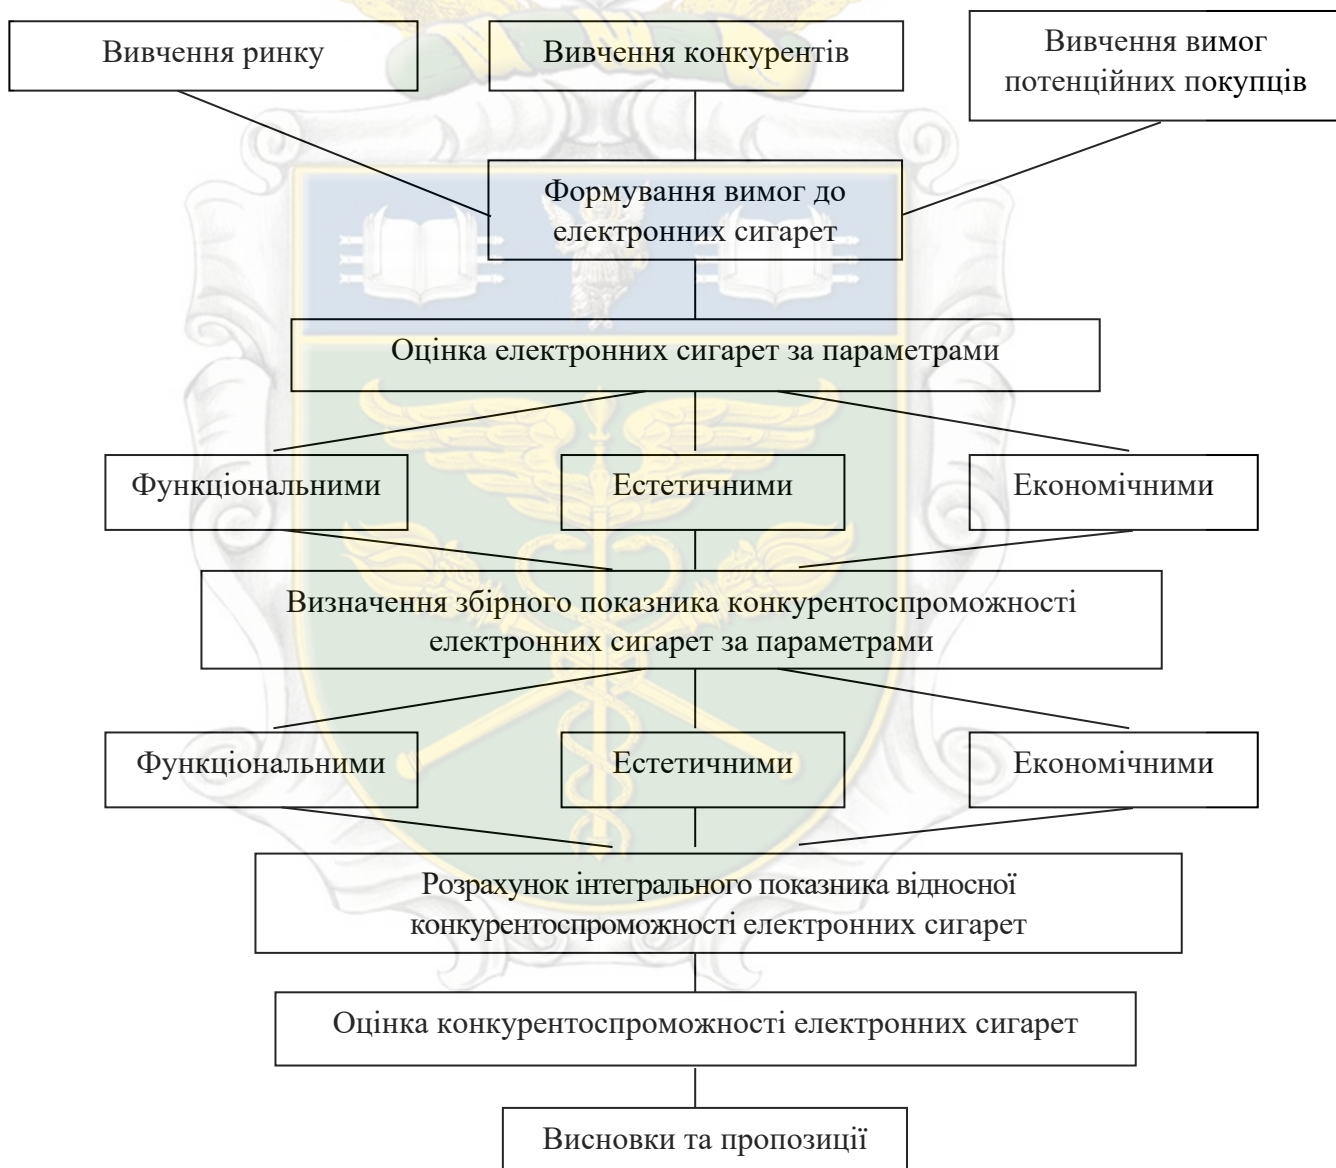 Вивчення ринку
Вивчення конкурентів
Вивчення вимог
потенційних покупців
Формування вимог до
електронних сигарет
Оцінка електронних сигарет за параметрами
Функціональними
Естетичними
Економічними
Визначення збірного показника конкурентоспроможності
електронних сигарет за параметрами
Функціональними
Естетичними
Економічними
Розрахунок інтегрального показника відносної
конкурентоспроможності електронних сигарет
Оцінка конкурентоспроможності електронних сигарет
Висновки та пропозиції